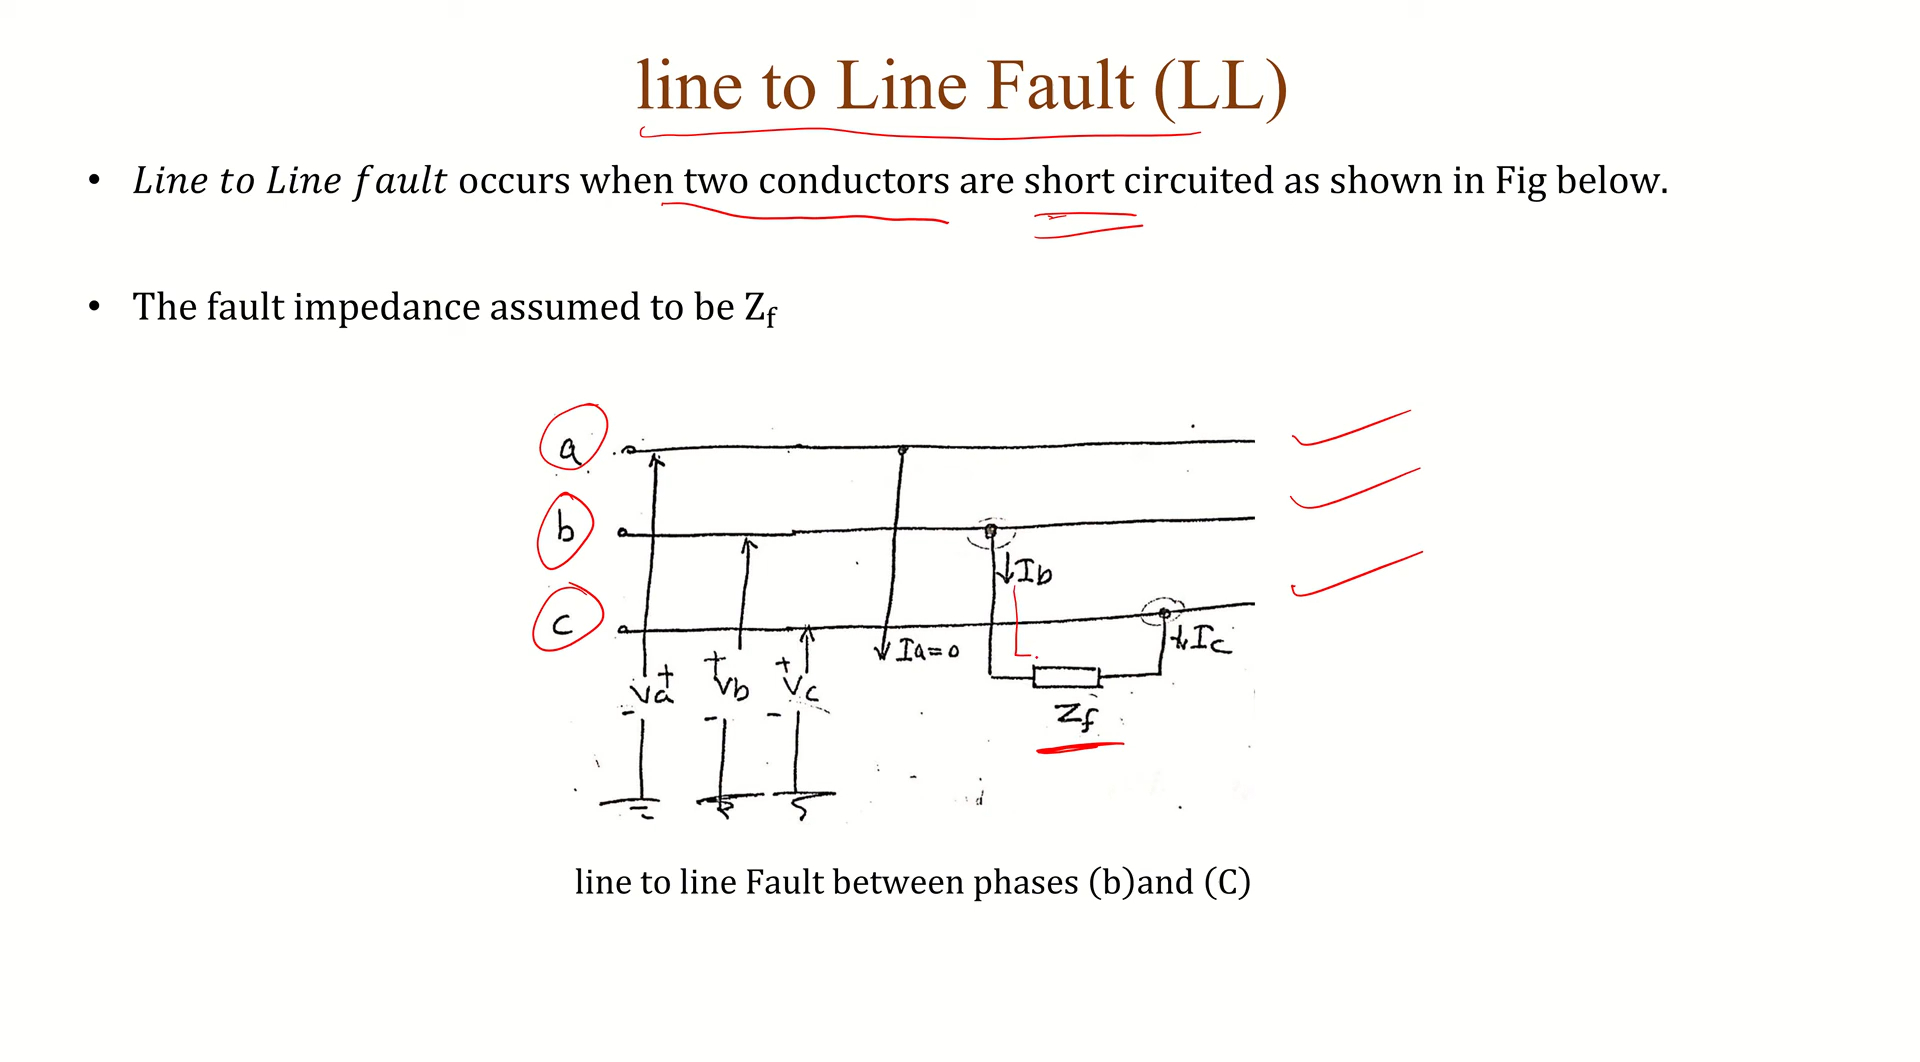 line to Line Fault (LL)
• Line to Line fault occurs when two conductors are short circuited as shown in Fig below.
• The fault impedance assumed to be Zf
a
b
c
Ib
Ia=0
Ic
Va + -
+ Vb -
+ Vc -
Zf
line to line Fault between phases (b)and (C)